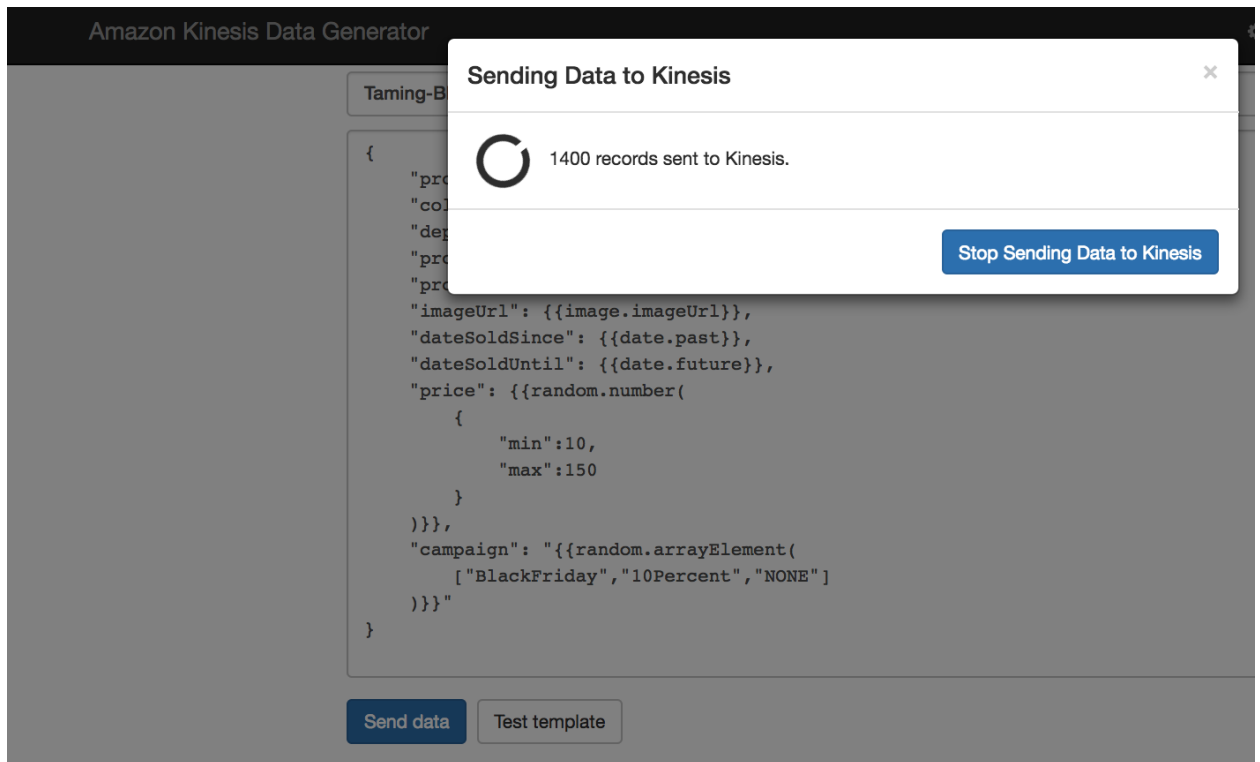 Amazon Kinesis Data Generator
Sending Data to Kinesis
×
1400 records sent to Kinesis.
Stop Sending Data to Kinesis
Taming-B
{
"pro
"col
"dep
"pro
"pro
"imageUrl": {{image.imageUrl}},
"dateSoldSince": {{date.past}},
"dateSoldUntil": {{date.future}},
"price": {{random.number(
{
"min":10,
"max":150
}
)}},
"campaign": "{{random.arrayElement(
["BlackFriday","10Percent","NONE"]
)}}"
}
Send data
Test template